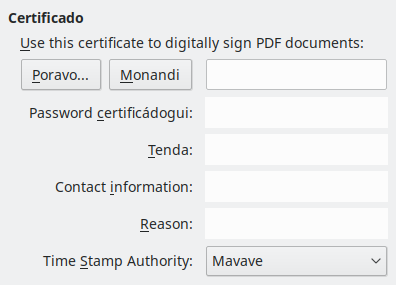 Certificado
Use this certificate to digitally sign PDF documents:
Poravo... Monandi
Password certificádogui:
Tenda:
Contact information:
Reason:
Time Stamp Authority: Mavave